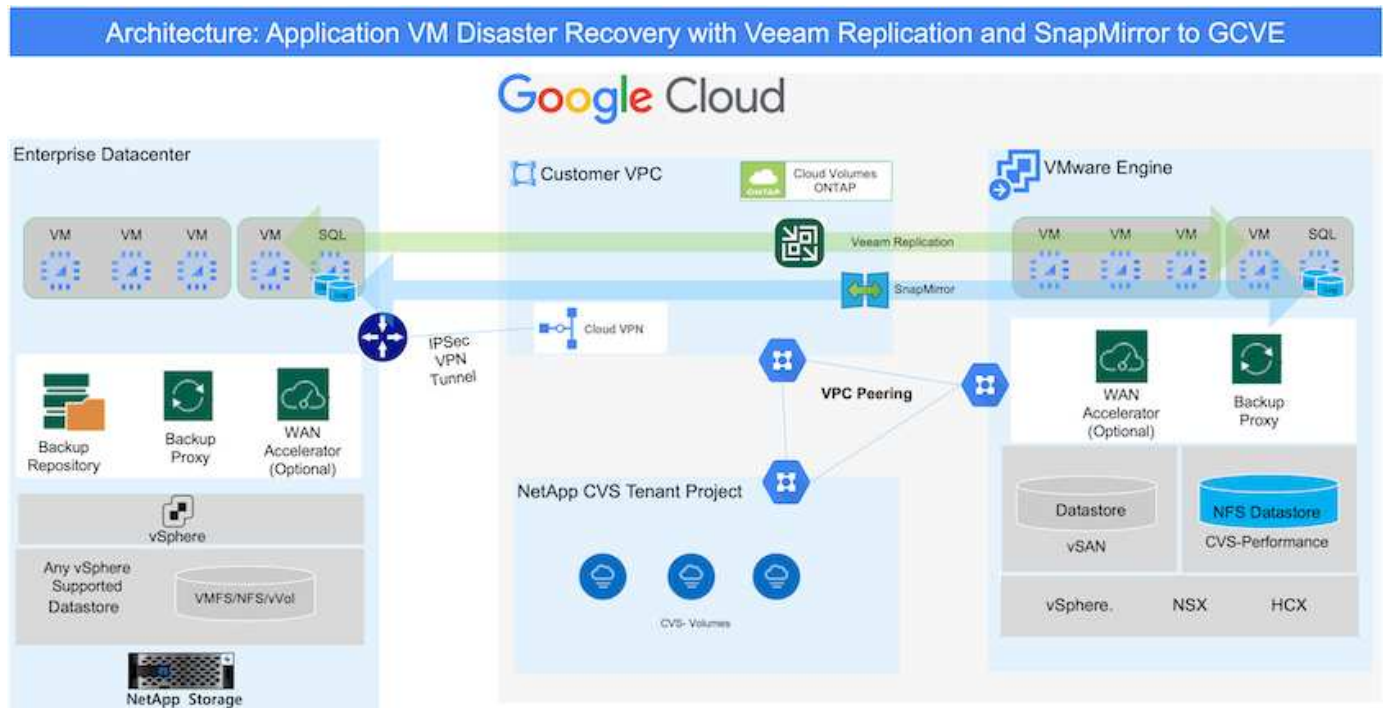 Architecture: Application VM Disaster Recovery with Veeam Replication and SnapMirror to GCVE
Google Cloud
Enterprise Datacenter
VM
VM
VM
VM
SQL
IPSec
VPN
Tunnel
Backup
Repository
Backup
Proxy
WAN
Accelerator
(Optional)
vSphere
Any vSphere
Supported
Datastore
VMFS/NFS/vVol
NetApp Storage
Customer VPC
ONTAP
Cloud Volumes
ONTAP
Veeam Replication
SnapMirror
Cloud VPN
VPC Peering
NetApp CVS Tenant Project
CVS- Volumes
VMware Engine
VM
VM
VM
VM
SQL
WAN
Accelerator
(Optional)
Backup
Proxy
Datastore
vSAN
NFS Datastore
CVS-Performance
vSphere.
NSX
HCX